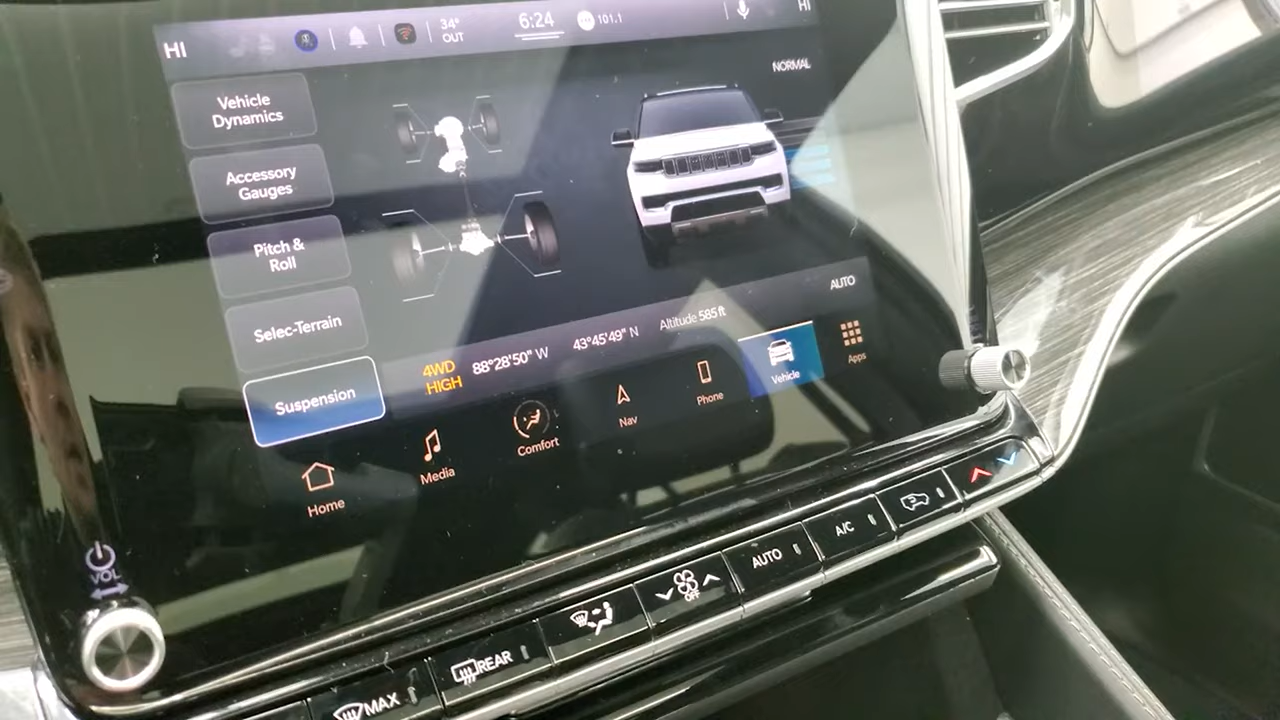 HI
34°
OUT
6:24
101.1
HI
NORMAL
Vehicle
Dynamics
Accessory
Gauges
Pitch &
Roll
Selec-Terrain
Suspension
AUTO
4WD
HIGH
88°28'50" W
43°45'49" N
Altitude 585 ft
Home
Media
Comfort
Nav
Phone
Vehicle
Apps
VOL
MAX
REAR
OFF
AUTO
A/C